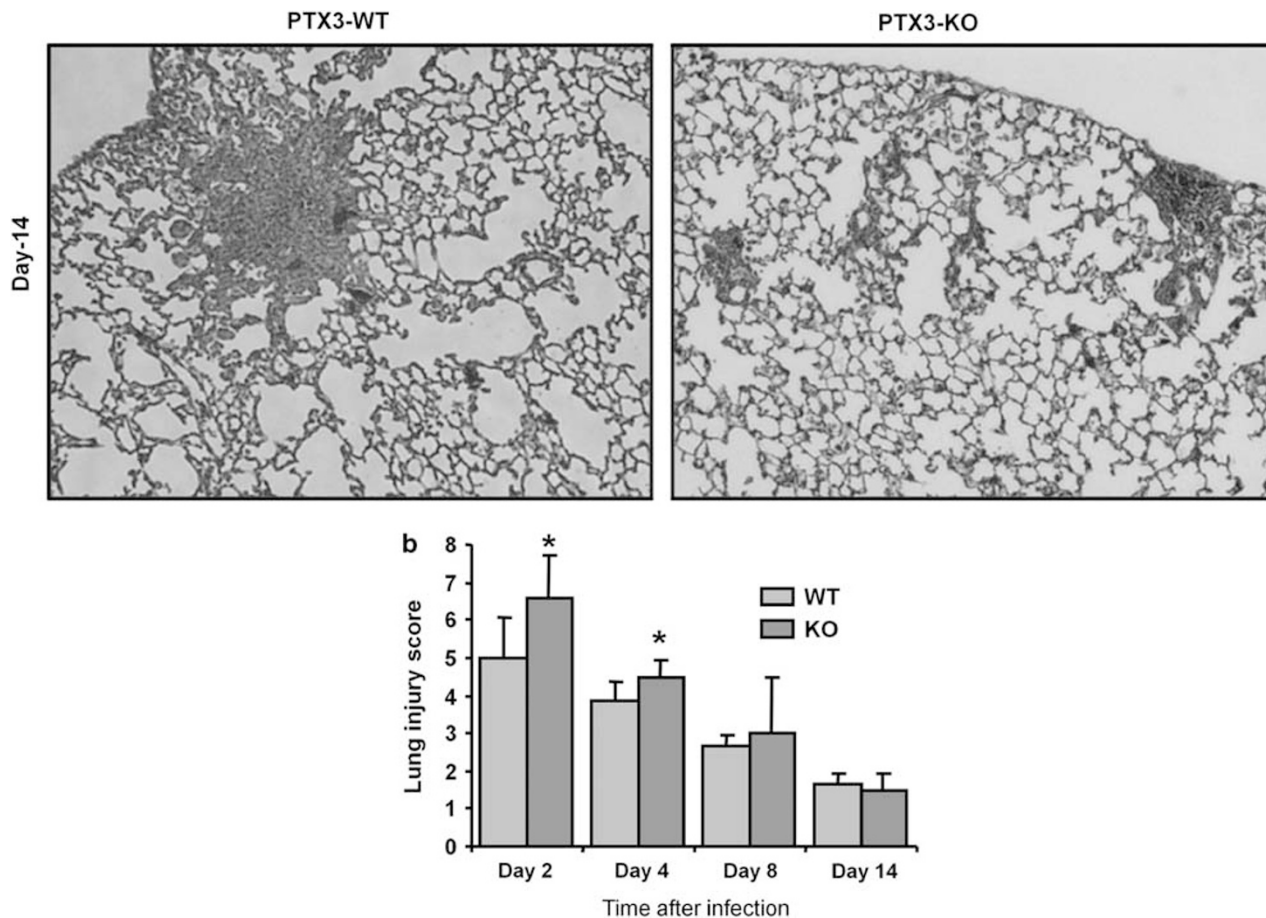 PTX3-WT
PTX3-KO
Day-14
b
*
*
8
7
6
5
4
3
2
1
0
Lung injury score
WT
KO
Day 2
Day 4
Day 8
Day 14
Time after infection